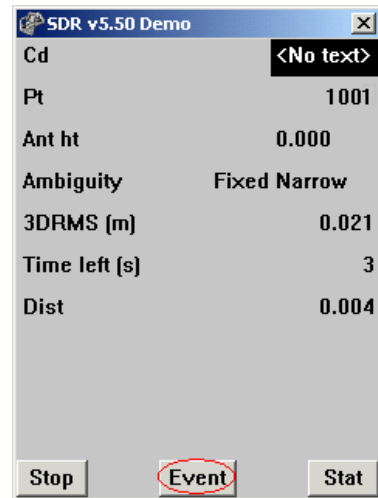 SDR v5.50 Demo
Cd <No text>
Pt 1001
Ant ht 0.000
Ambiguity Fixed Narrow
3DRMS (m) 0.021
Time left (s) 3
Dist 0.004
Stop Event Stat